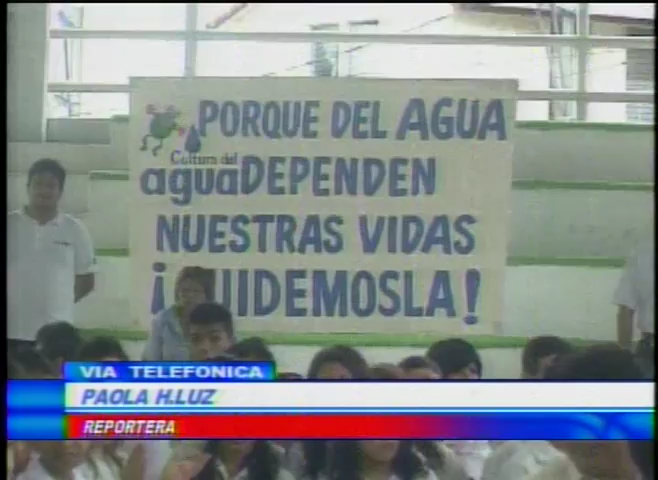 PORQUE DEL AGUA
Cultura del
agua DEPENDEN
NUESTRAS VIDAS
¡CUIDEMOSLA!
VIA TELEFONICA
PAOLA H.LUZ
REPORTERA